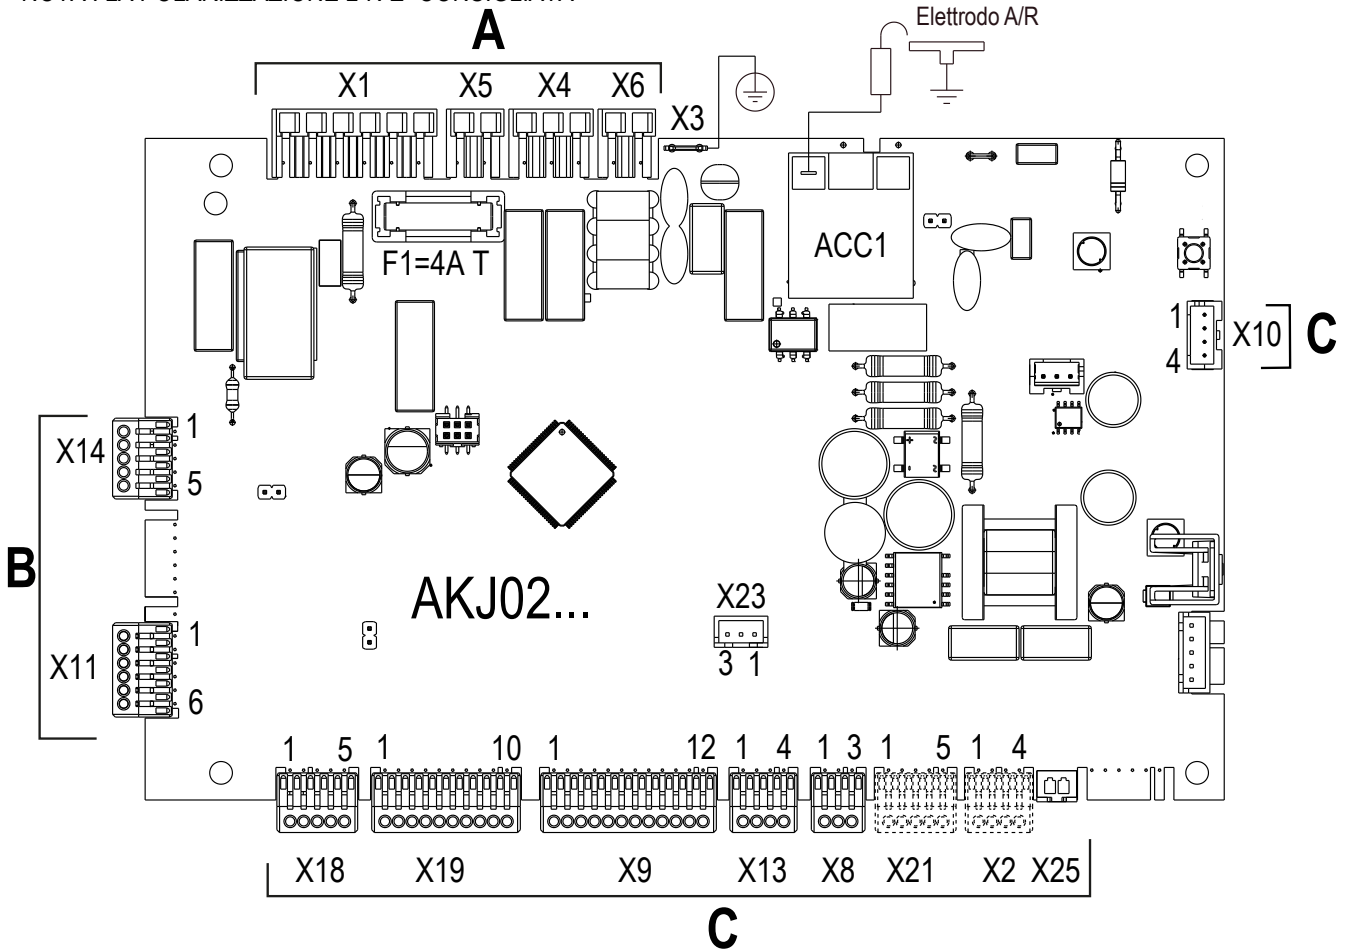 A
Elettrodo A/R
X1 X5 X4 X6
X3
F1=4A T
ACC1
1
X10
C
4
X14
1
5
B
AKJ02...
X23
3 1
X11
1
6
1 5 1 10 1 12 1 4 1 3 1 5 1 4
X18 X19 X9 X13 X8 X21 X2 X25
C